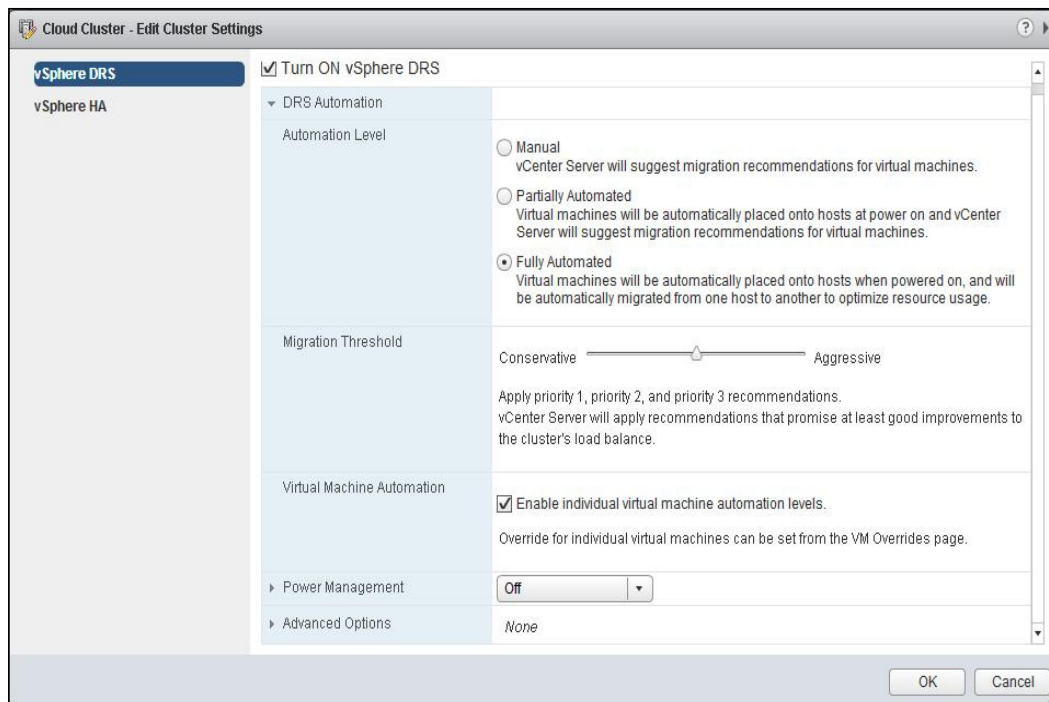 Cloud Cluster - Edit Cluster Settings
?
vSphere DRS
vSphere HA
Turn ON vSphere DRS
DRS Automation
Automation Level
Manual
vCenter Server will suggest migration recommendations for virtual machines.
Partially Automated
Virtual machines will be automatically placed onto hosts at power on and vCenter
Server will suggest migration recommendations for virtual machines.
Fully Automated
Virtual machines will be automatically placed onto hosts when powered on, and will
be automatically migrated from one host to another to optimize resource usage.
Migration Threshold
Conservative Aggressive
Apply priority 1, priority 2, and priority 3 recommendations.
vCenter Server will apply recommendations that promise at least good improvements to
the cluster's load balance.
Virtual Machine Automation
Enable individual virtual machine automation levels.
Override for individual virtual machines can be set from the VM Overrides page.
Power Management Off
Advanced Options None
OK Cancel